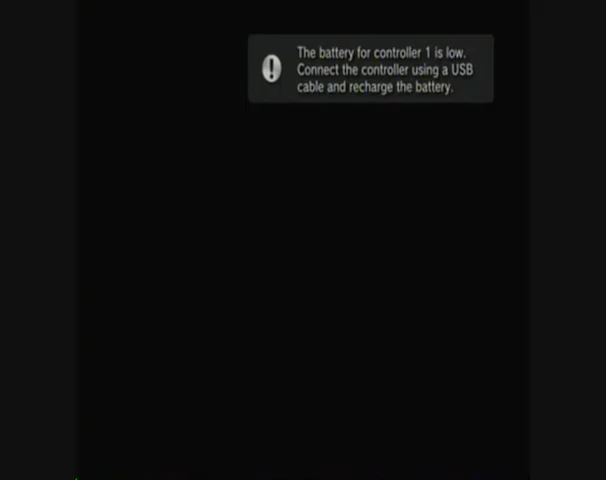 The battery for controller 1 is low.
Connect the controller using a USB
cable and recharge the battery.